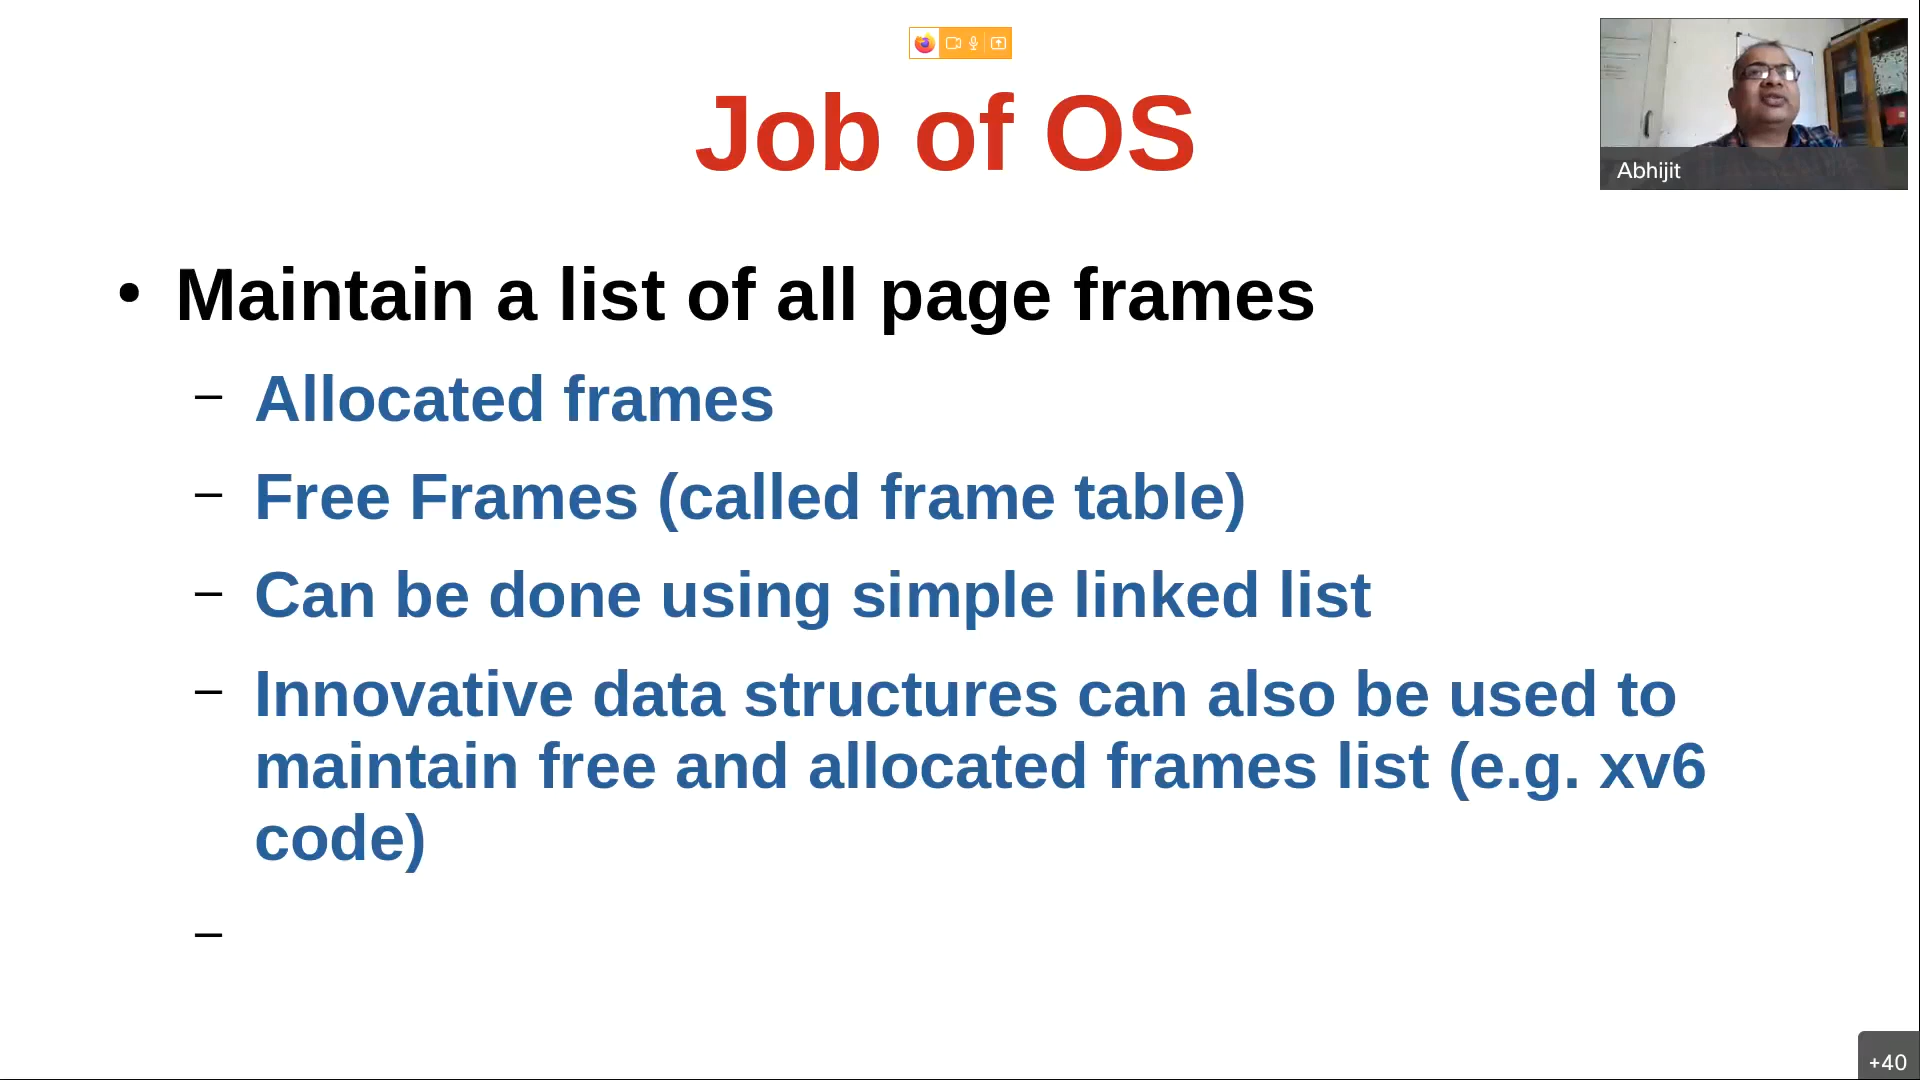 Job of OS
Abhijit
• Maintain a list of all page frames
– Allocated frames
– Free Frames (called frame table)
– Can be done using simple linked list
– Innovative data structures can also be used to
maintain free and allocated frames list (e.g. xv6
code)
–
+40